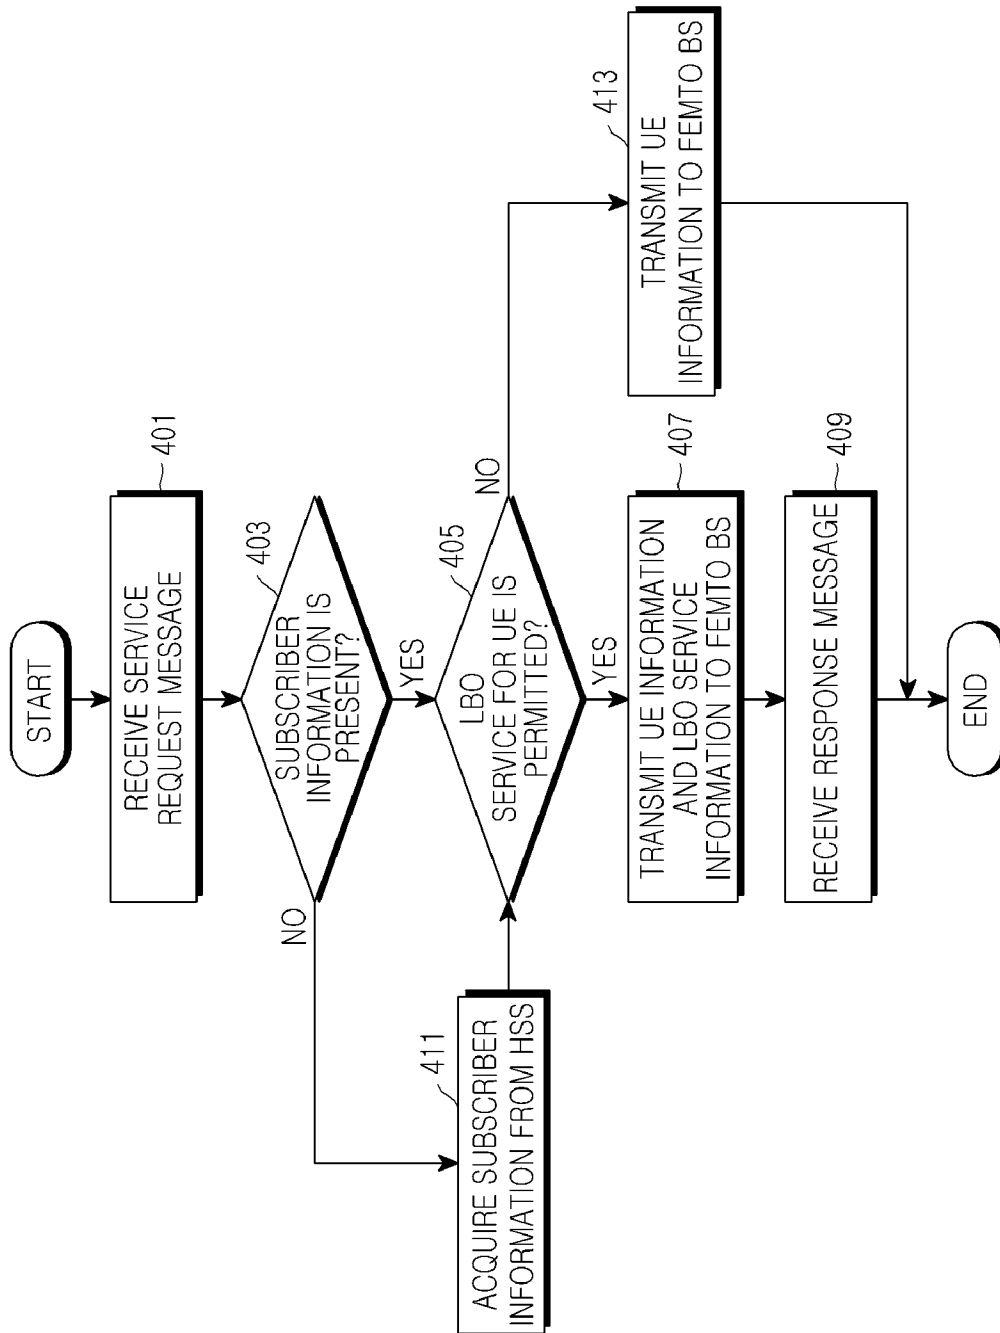 START
RECEIVE SERVICE
REQUEST MESSAGE
401
SUBSCRIBER
INFORMATION IS
PRESENT?
403
NO
YES
ACQUIRE SUBSCRIBER
INFORMATION FROM HSS
411
LBO
SERVICE FOR UE IS
PERMITTED?
405
NO
YES
TRANSMIT UE INFORMATION
AND LBO SERVICE
INFORMATION TO FEMTO BS
407
TRANSMIT UE
INFORMATION TO FEMTO BS
413
RECEIVE RESPONSE MESSAGE
409
END